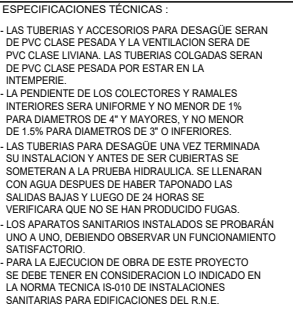 ESPECIFICACIONES TÉCNICAS :
- LAS TUBERIAS Y ACCESORIOS PARA DESAGÜE SERAN
DE PVC CLASE PESADA Y LA VENTILACION SERA DE
PVC CLASE LIVIANA. LAS TUBERIAS COLGADAS SERAN
DE PVC CLASE PESADA POR ESTAR EN LA
INTEMPERIE.
- LA PENDIENTE DE LOS COLECTORES Y RAMALES
INTERIORES SERA UNIFORME Y NO MENOR DE 1%
PARA DIAMETROS DE 4" Y MAYORES, Y NO MENOR
DE 1.5% PARA DIAMETROS DE 3" O INFERIORES.
- LAS TUBERIAS PARA DESAGÜE UNA VEZ TERMINADA
SU INSTALACION Y ANTES DE SER CUBIERTAS SE
SOMETERAN A LA PRUEBA HIDRAULICA. SE LLENARAN
CON AGUA DESPUES DE HABER TAPONADO LAS
SALIDAS BAJAS Y LUEGO DE 24 HORAS SE
VERIFICARA QUE NO SE HAN PRODUCIDO FUGAS.
- LOS APARATOS SANITARIOS INSTALADOS SE PROBARÁN
UNO A UNO, DEBIENDO OBSERVAR UN FUNCIONAMIENTO
SATISFACTORIO.
- PARA LA EJECUCION DE OBRA DE ESTE PROYECTO
SE DEBE TENER EN CONSIDERACION LO INDICADO EN
LA NORMA TECNICA IS-010 DE INSTALACIONES
SANITARIAS PARA EDIFICACIONES DEL R.N.E.